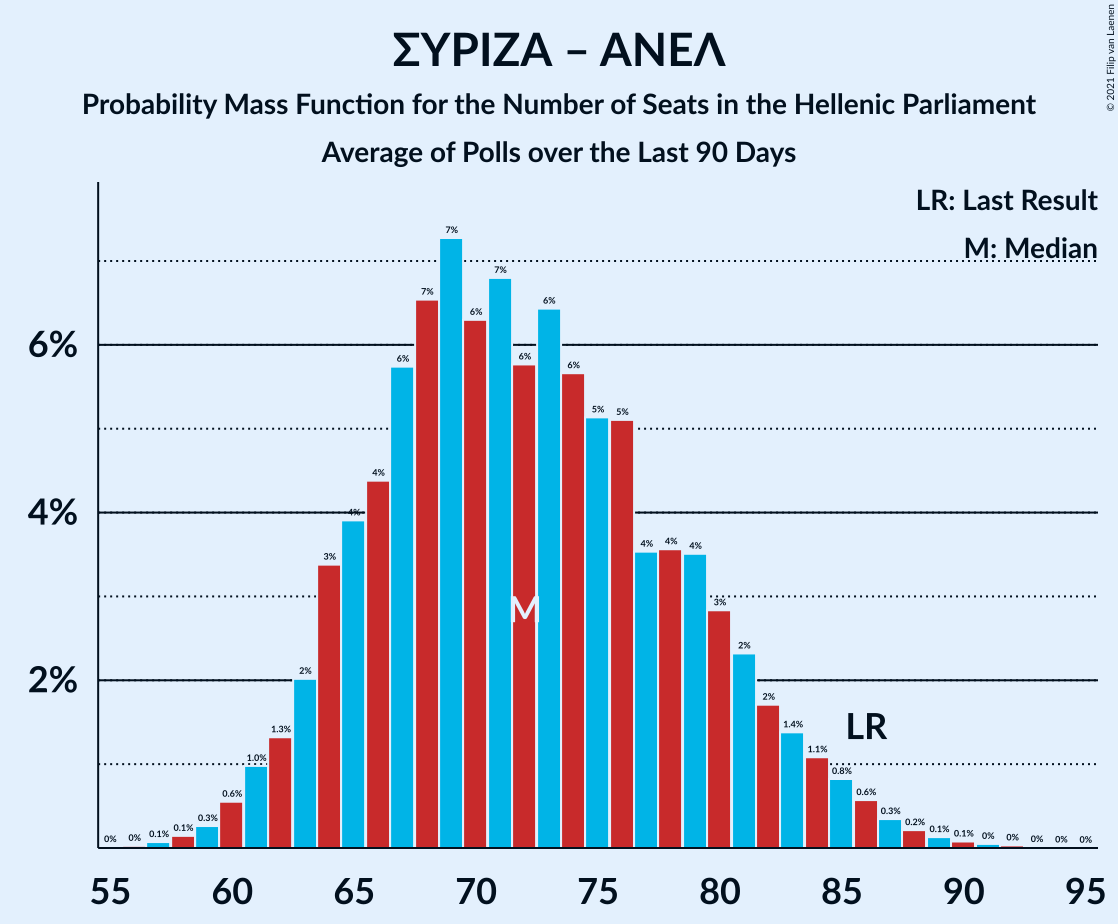 ΣΥΡΙΖΑ – ΑΝΕΛ
Probability Mass Function for the Number of Seats in the Hellenic Parliament
Average of Polls over the Last 90 Days
© 2021 Filip van Laenen
LR: Last Result
M: Median
6%
4%
2%
0% 0% 0.1% 0.1% 0.3% 0.6% 1.0% 1.3% 2% 3% 4% 4% 6% 7% 7% 6% 7% 6% 6% 6% 5% 5% 4% 4% 4% 3% 2% 2% 1.4% 1.1% 0.8% 0.6% 0.3% 0.2% 0.1% 0.1% 0% 0% 0% 0% 0%
M
LR
55 60 65 70 75 80 85 90 95